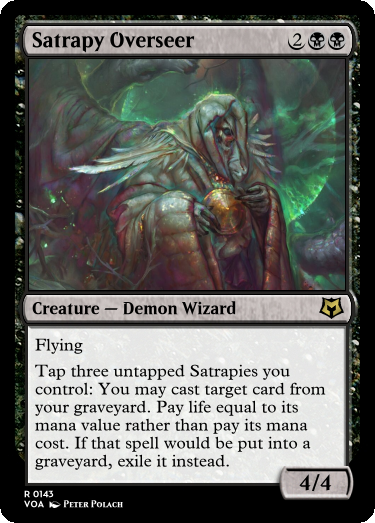 Satrapy Overseer 2
Creature — Demon Wizard
Flying
Tap three untapped Satrapies you
control: You may cast target card from
your graveyard. Pay life equal to its
mana value rather than pay its mana
cost. If that spell would be put into a
graveyard, exile it instead.
4/4
R 0143
VOA Peter Polach